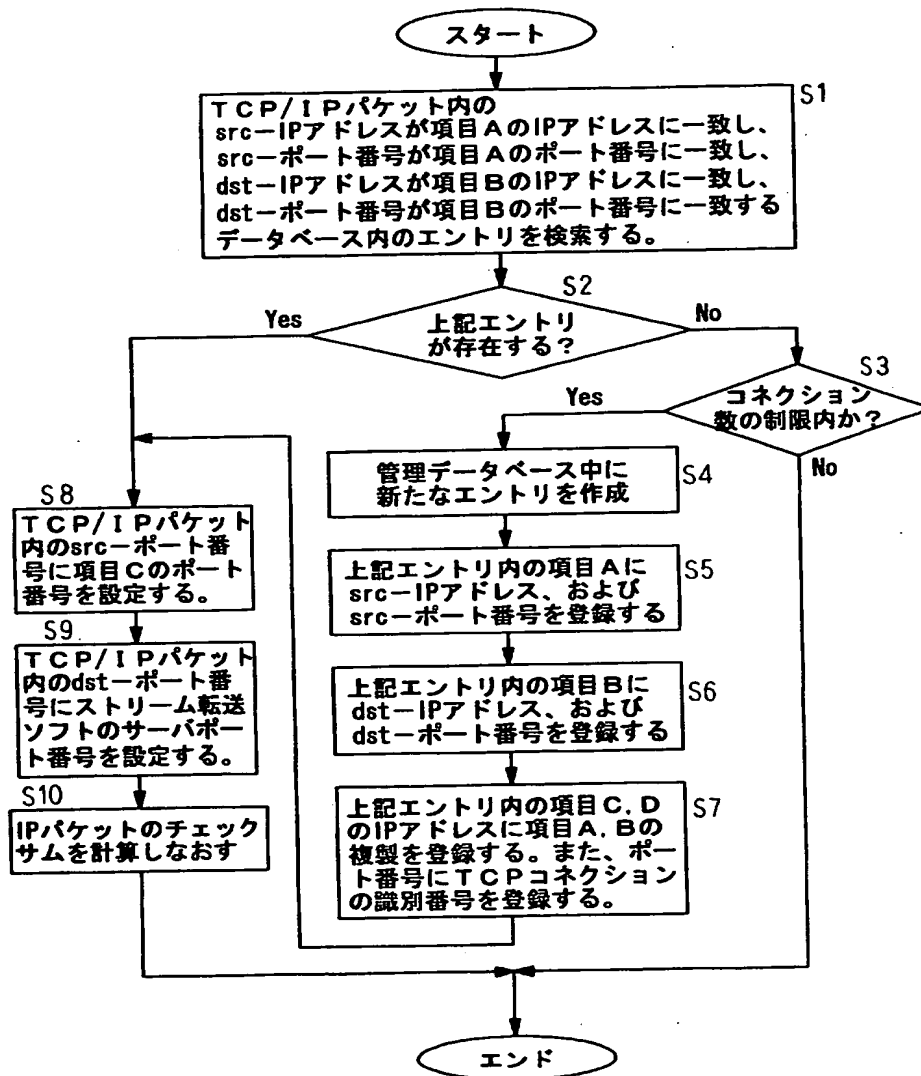 スタート
S1
TCP/IPパケット内の
src-IPアドレスが項目AのIPアドレスに一致し、
src-ポート番号が項目Aのポート番号に一致し、
dst-IPアドレスが項目BのIPアドレスに一致し、
dst-ポート番号が項目Bのポート番号に一致する
データベース内のエントリを検索する。
S2
上記エントリ
が存在する?
Yes
No
S3
コネクション
数の制限内か?
Yes
No
S4
管理データベース中に
新たなエントリを作成
S5
上記エントリ内の項目Aに
src-IPアドレス、および
src-ポート番号を登録する
S6
上記エントリ内の項目Bに
dst-IPアドレス、および
dst-ポート番号を登録する
S7
上記エントリ内の項目C,D
のIPアドレスに項目A,Bの
複製を登録する。また、ポー
ト番号にTCPコネクション
の識別番号を登録する。
S8
TCP/IPパケット
内のsrc-ポート番
号に項目Cのポート
番号を設定する。
S9
TCP/IPパケット
内のdst-ポート番
号にストリーム転送
ソフトのサーバポー
ト番号を設定する。
S10
IPパケットのチェック
サムを計算しなおす
エンド